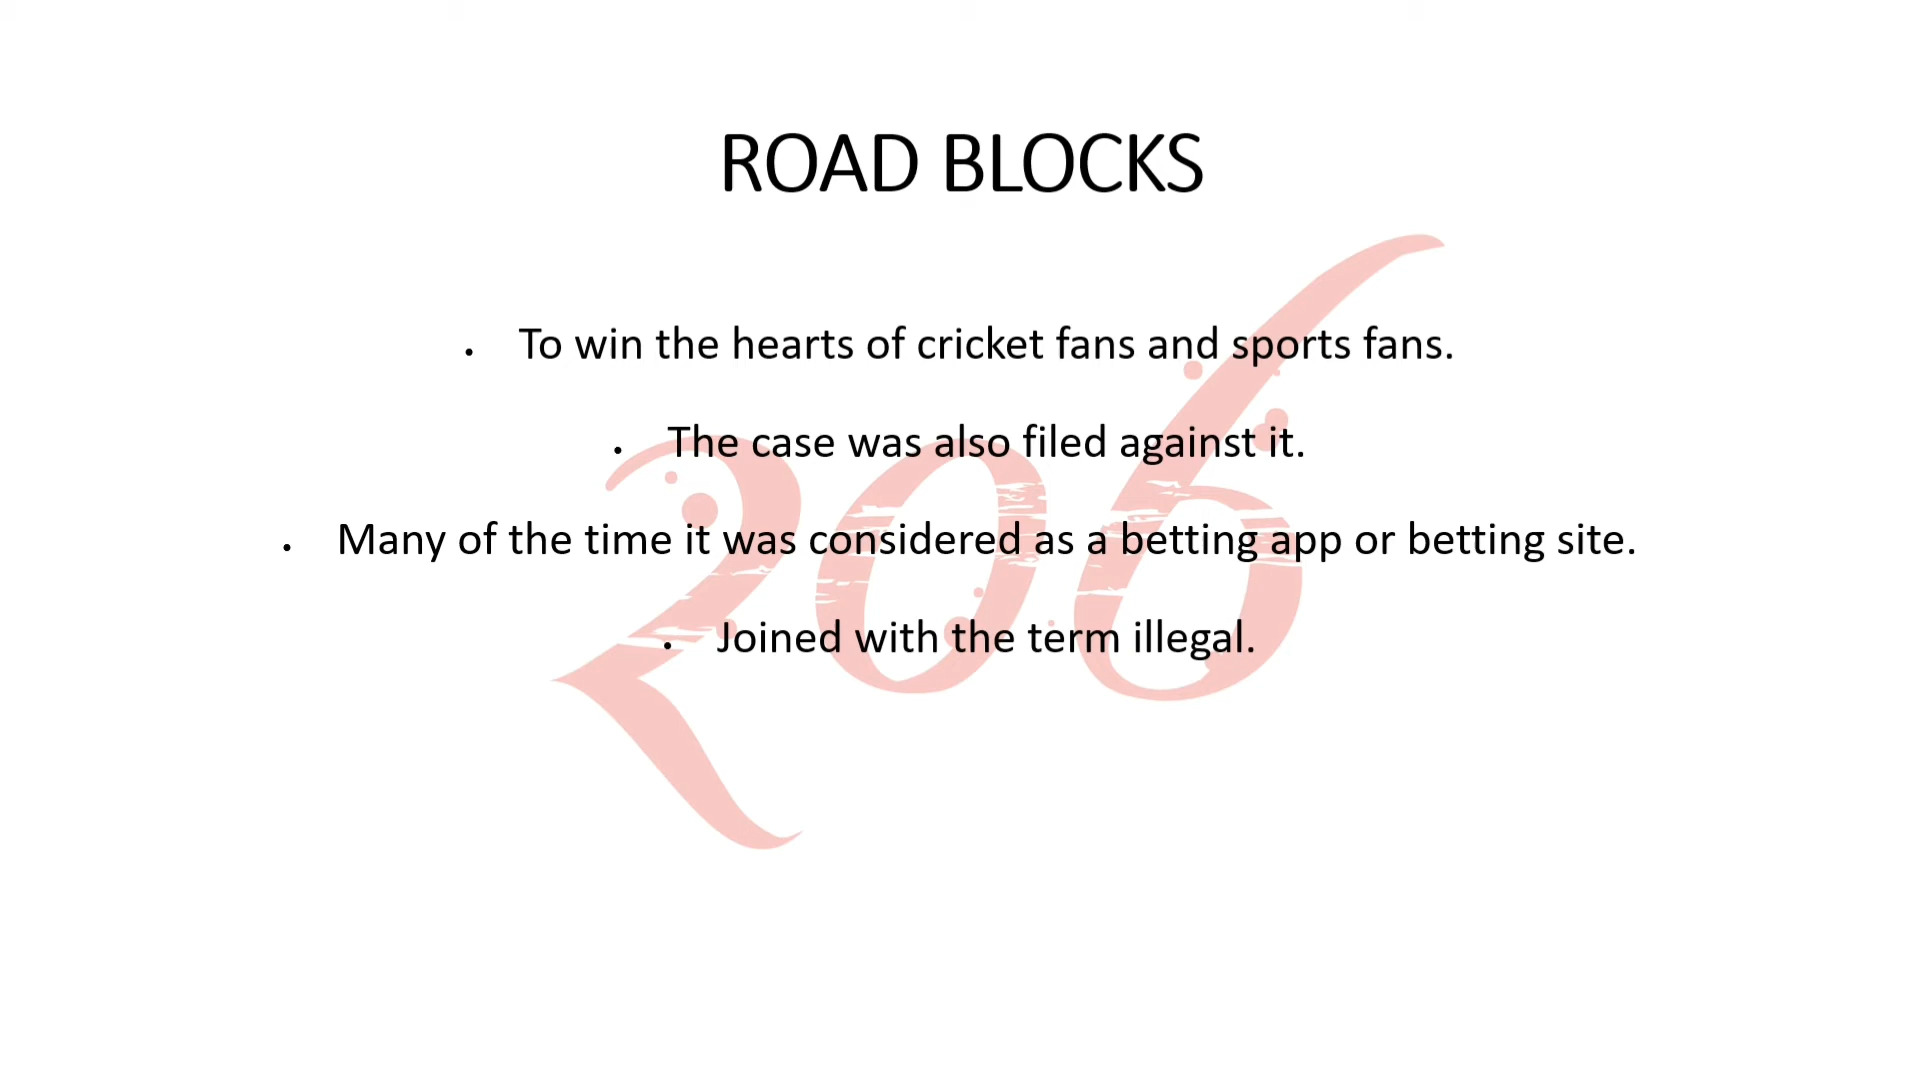 ROAD BLOCKS
• To win the hearts of cricket fans and sports fans.
• The case was also filed against it.
• Many of the time it was considered as a betting app or betting site.
• Joined with the term illegal.
206